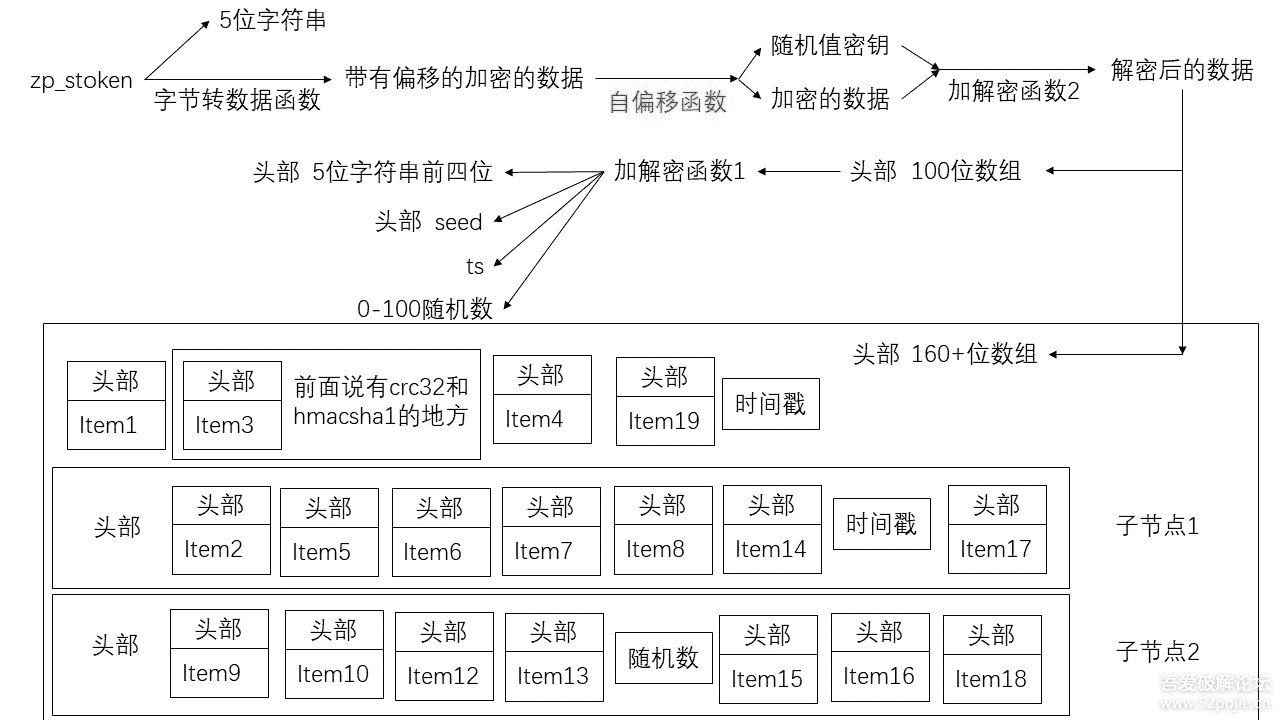 5位字符串
zp_stoken
字节转数据函数
带有偏移的加密的数据
自偏移函数
随机值密钥
加密的数据
加解密函数2
解密后的数据
头部 5位字符串前四位
加解密函数1
头部 100位数组
头部 seed
ts
0-100随机数
头部 160+位数组
头部
Item1
头部
Item3
前面说有crc32和
hmacsha1的地方
头部
Item4
头部
Item19
时间戳
头部
头部
Item2
头部
Item5
头部
Item6
头部
Item7
头部
Item8
头部
Item14
时间戳
头部
Item17
子节点1
头部
头部
Item9
头部
Item10
头部
Item12
头部
Item13
随机数
头部
Item15
头部
Item16
头部
Item18
子节点2
吾爱破解论坛
www.52pojie.cn